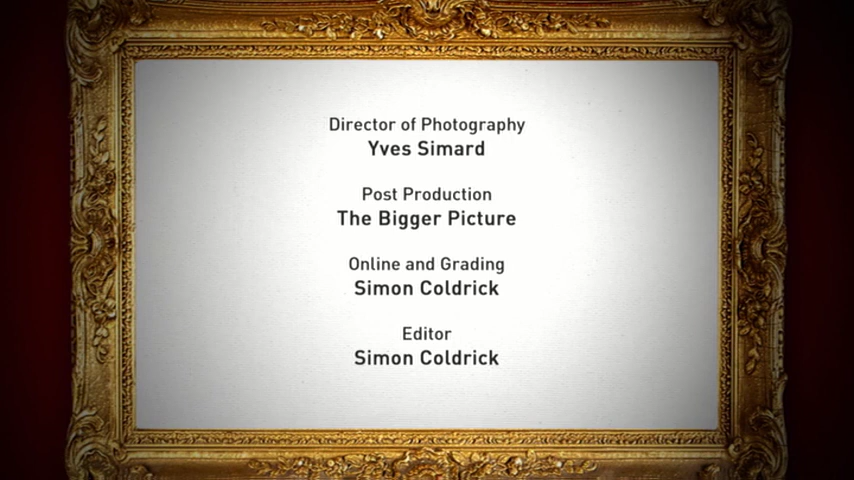 Director of Photography
Yves Simard
Post Production
The Bigger Picture
Online and Grading
Simon Coldrick
Editor
Simon Coldrick